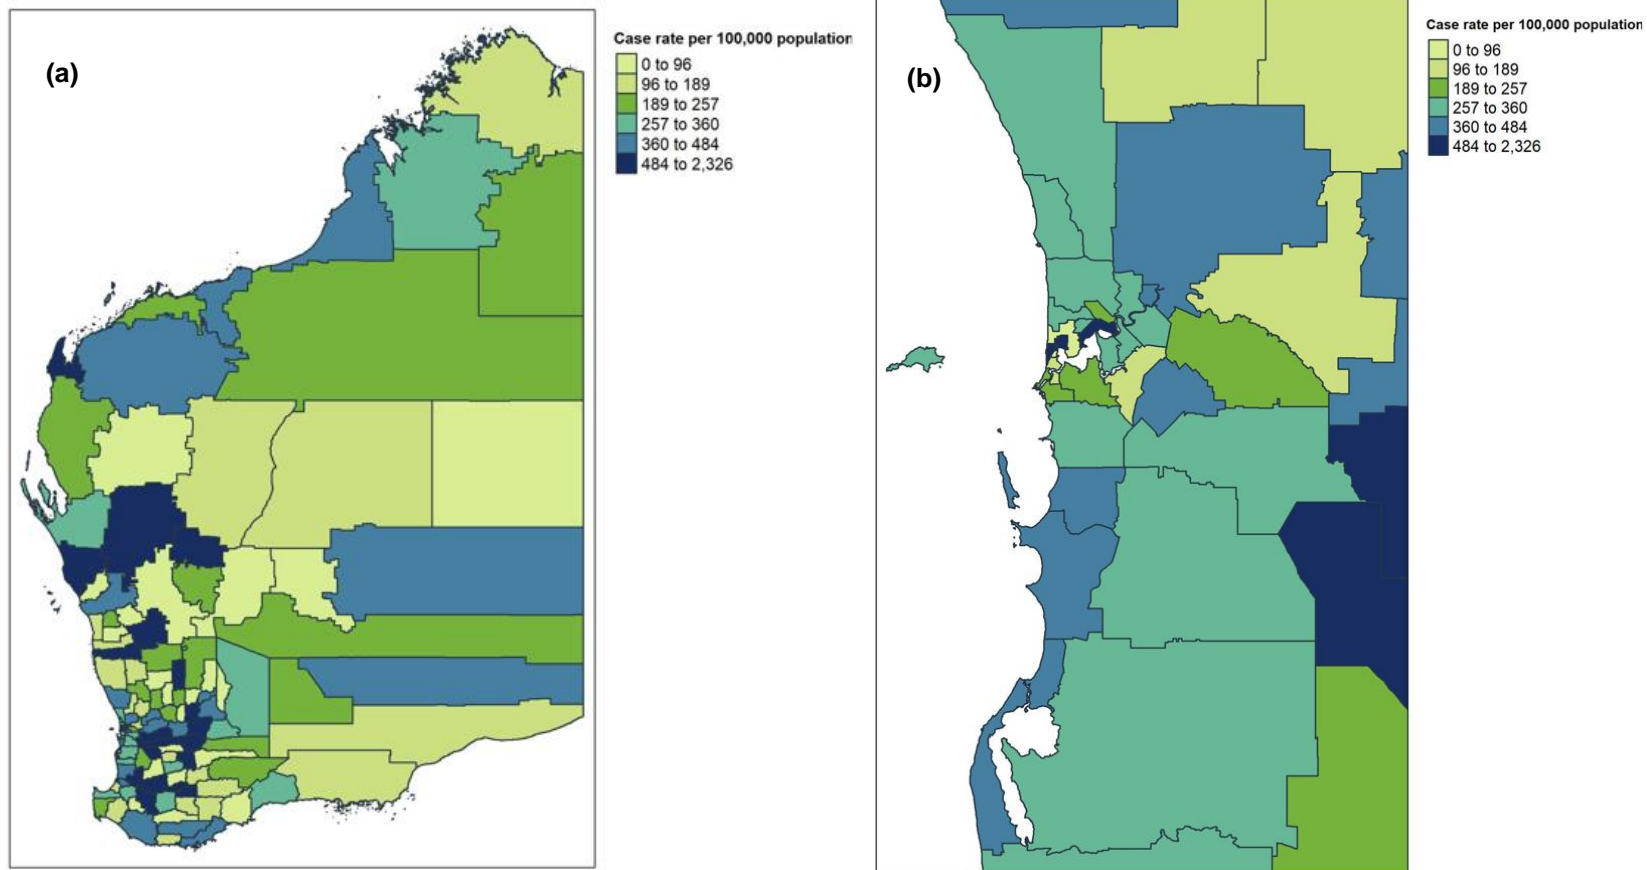 (a)
Case rate per 100,000 population
0 to 96
96 to 189
189 to 257
257 to 360
360 to 484
484 to 2,326
(b)
Case rate per 100,000 population
0 to 96
96 to 189
189 to 257
257 to 360
360 to 484
484 to 2,326